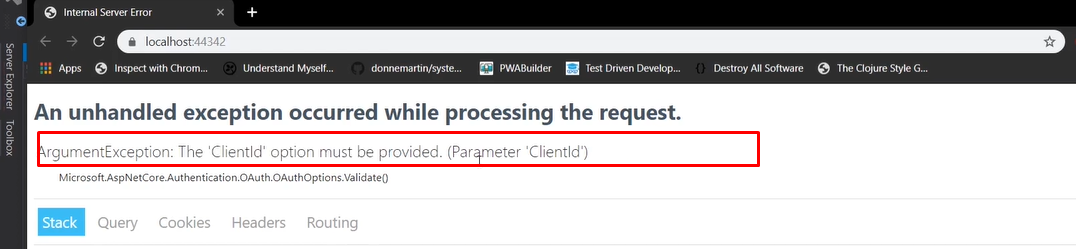 Internal Server Error
localhost:44342
Apps
Inspect with Chrom...
Understand Myself...
donnemartin/syste...
PWABuilder
Test Driven Develop...
Destroy All Software
The Clojure Style G...
Server Explorer
Toolbox
An unhandled exception occurred while processing the request.
ArgumentException: The 'ClientId' option must be provided. (Parameter 'ClientId')
Microsoft.AspNetCore.Authentication.OAuth.OAuthOptions.Validate()
Stack Query Cookies Headers Routing